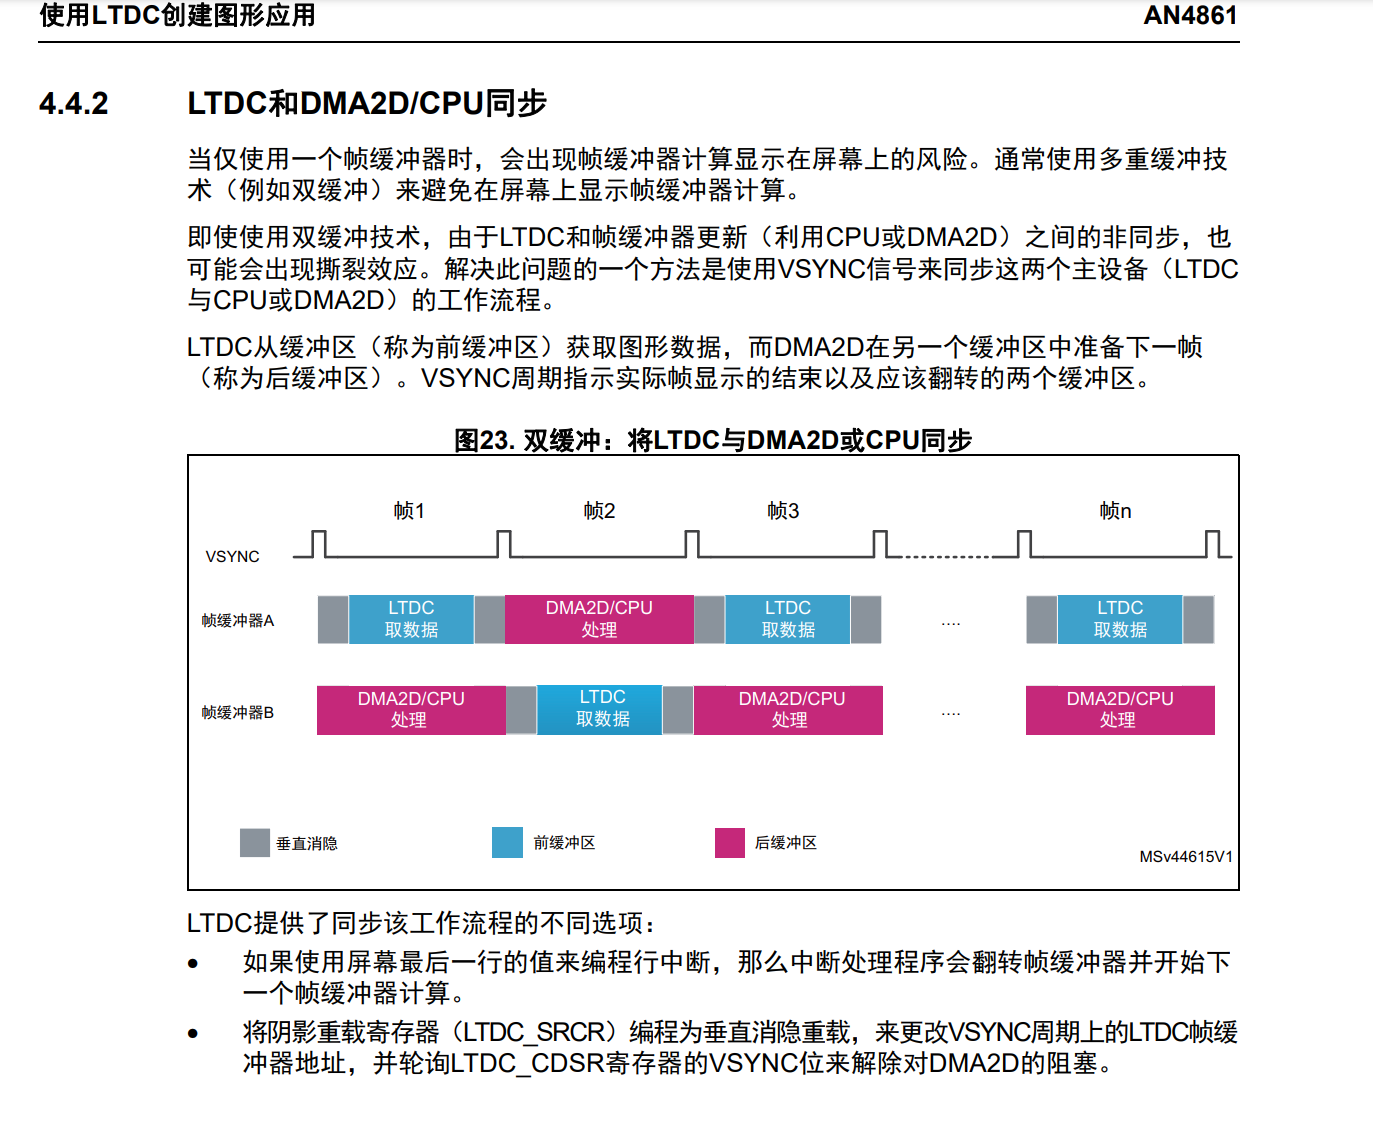 使用LTDC创建图形应用
AN4861
4.4.2 LTDC和DMA2D/CPU同步
当仅使用一个帧缓冲器时，会出现帧缓冲器计算显示在屏幕上的风险。通常使用多重缓冲技
术（例如双缓冲）来避免在屏幕上显示帧缓冲器计算。
即使使用双缓冲技术，由于LTDC和帧缓冲器更新（利用CPU或DMA2D）之间的非同步，也
可能会出现撕裂效应。解决此问题的一个方法是使用VSYNC信号来同步这两个主设备（LTDC
与CPU或DMA2D）的工作流程。
LTDC从缓冲区（称为前缓冲区）获取图形数据，而DMA2D在另一个缓冲区中准备下一帧
（称为后缓冲区）。VSYNC周期指示实际帧显示的结束以及应该翻转的两个缓冲区。
图23. 双缓冲：将LTDC与DMA2D或CPU同步
帧1 帧2 帧3 帧n
VSYNC
帧缓冲器A
LTDC
取数据
DMA2D/CPU
处理
LTDC
取数据
....
LTDC
取数据
帧缓冲器B
DMA2D/CPU
处理
LTDC
取数据
DMA2D/CPU
处理
....
DMA2D/CPU
处理
垂直消隐 前缓冲区 后缓冲区
MSv44615V1
LTDC提供了同步该工作流程的不同选项：
• 如果使用屏幕最后一行的值来编程行中断，那么中断处理程序会翻转帧缓冲器并开始下
一个帧缓冲器计算。
• 将阴影重载寄存器（LTDC_SRCR）编程为垂直消隐重载，来更改VSYNC周期上的LTDC帧缓
冲器地址，并轮询LTDC_CDSR寄存器的VSYNC位来解除对DMA2D的阻塞。